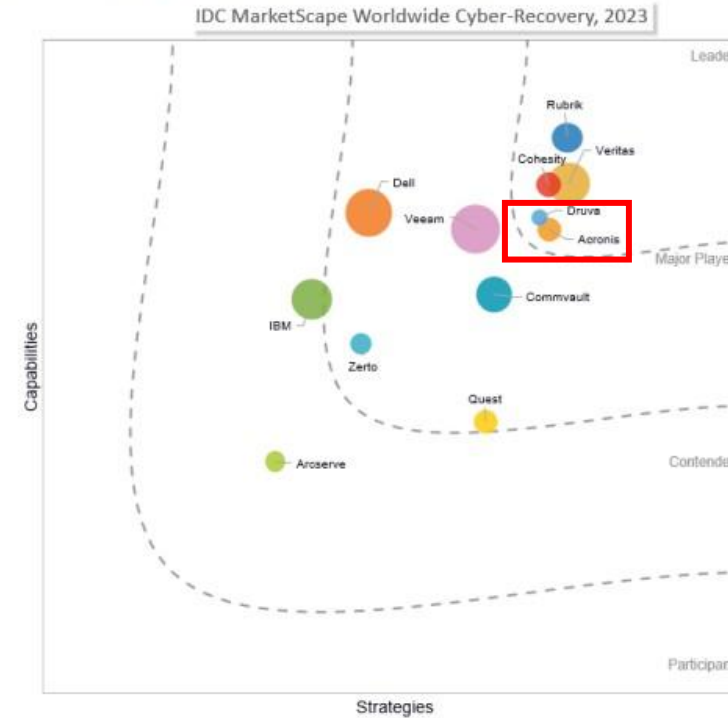 IDC MarketScape Worldwide Cyber-Recovery, 2023
Leade
Rubrik
Veritas
Cohesity
Dell
Druva
Veeam
Acronis
Major Playe
Commvault
IBM
Zerto
Capabilities
Quest
Contende
Arcserve
Participan
Strategies